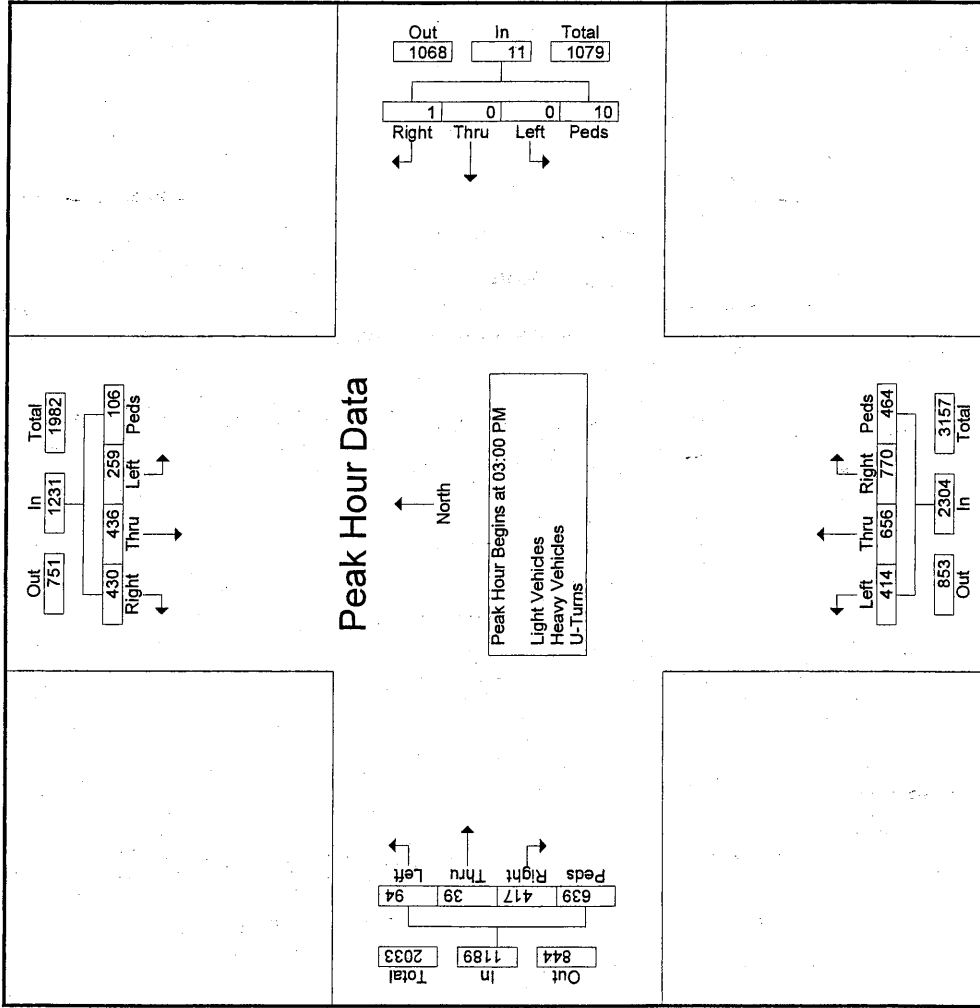 Out In Total
1068 11 1079
1 0 0 10
Right Thru Left Peds
Out In Total
751 1231 1982
430 436 259 106
Right Thru Left Peds
Peak Hour Data
North
Peak Hour Begins at 03:00 PM
Light Vehicles
Heavy Vehicles
U-Turns
Left Thru Right Peds
414 656 770 464
853 2304 3157
Out In Total
Left Thru Right Peds
94 39 417 639
2033 1189 844
Total In Out